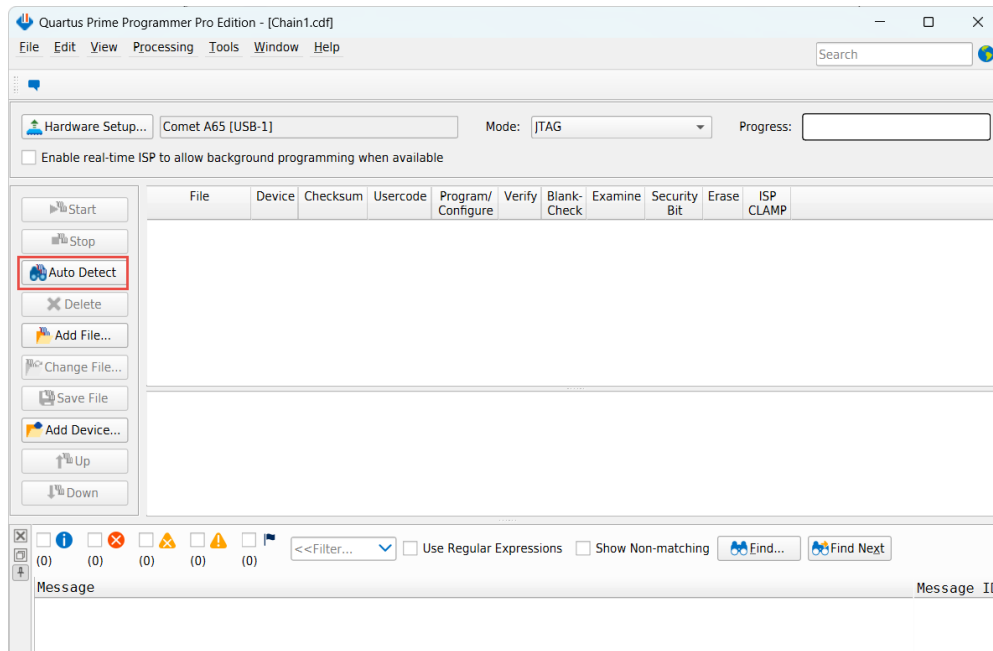 Quartus Prime Programmer Pro Edition - [Chain1.cdf]
File Edit View Processing Tools Window Help
Search
Hardware Setup... Comet A65 [USB-1] Mode: JTAG Progress:
Enable real-time ISP to allow background programming when available
File Device Checksum Usercode Program/ Verify Blank- Examine Security Erase ISP
Configure Check Bit CLAMP
Start
Stop
Auto Detect
Delete
Add File...
Change File...
Save File
Add Device...
Up
Down
<<Filter... Use Regular Expressions Show Non-matching Find... Find Next
(0) (0) (0) (0) (0)
Message Message ID